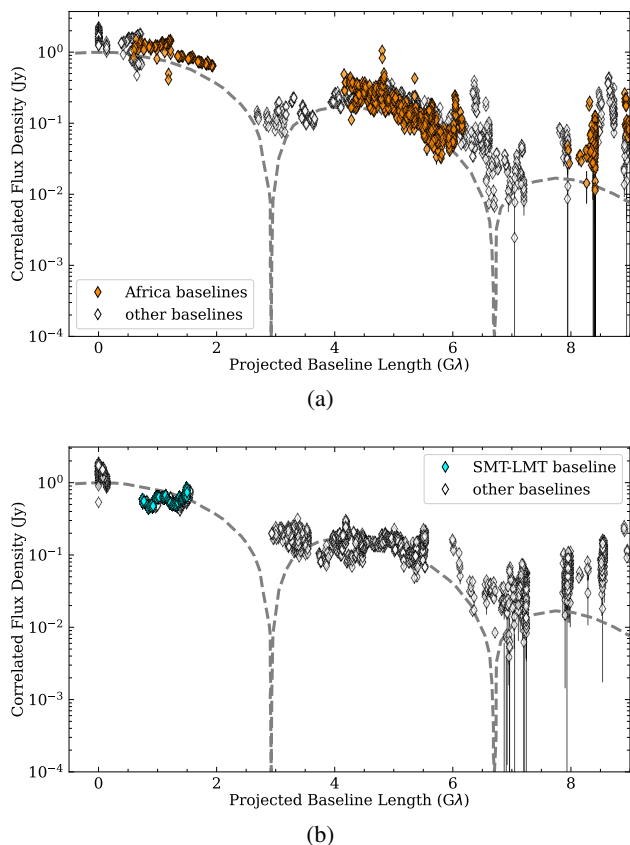 10^0
10^-1
10^-2
10^-3
10^-4
Correlated Flux Density (Jy)
Africa baselines
other baselines
0 2 4 6 8
Projected Baseline Length (Gλ)
(a)
10^0
10^-1
10^-2
10^-3
10^-4
Correlated Flux Density (Jy)
SMT-LMT baseline
other baselines
0 2 4 6 8
Projected Baseline Length (Gλ)
(b)